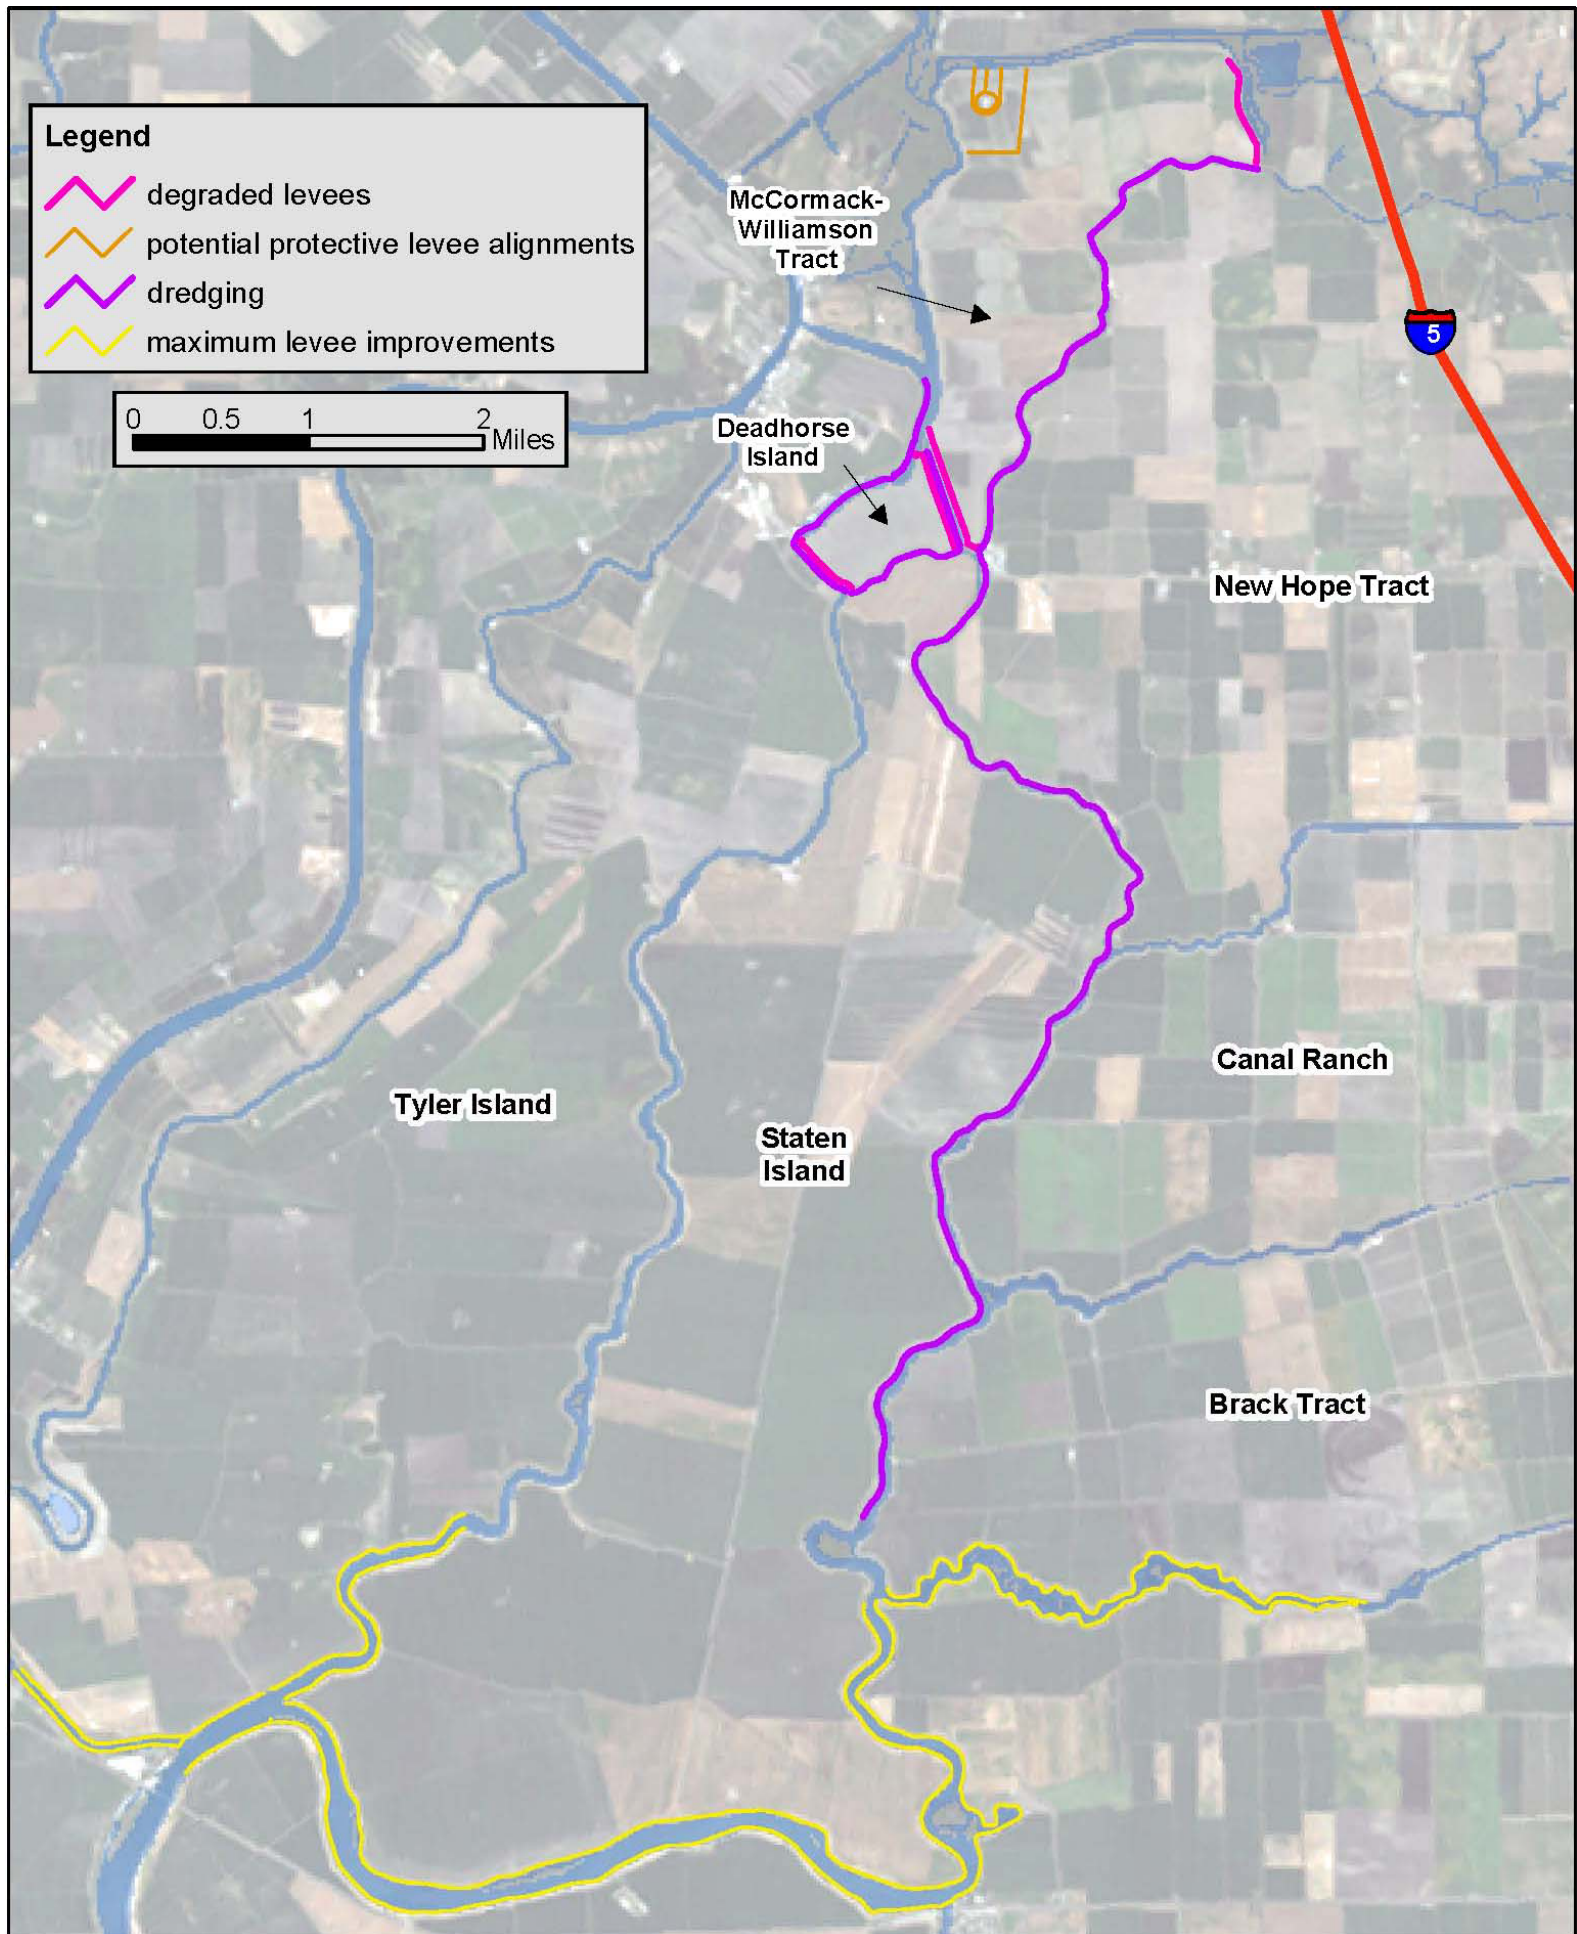 Legend
degraded levees
potential protective levee alignments
dredging
maximum levee improvements
0 0.5 1 2
Miles
McCormack-
Williamson
Tract
5
Deadhorse
Island
New Hope Tract
Canal Ranch
Tyler Island
Staten
Island
Brack Tract